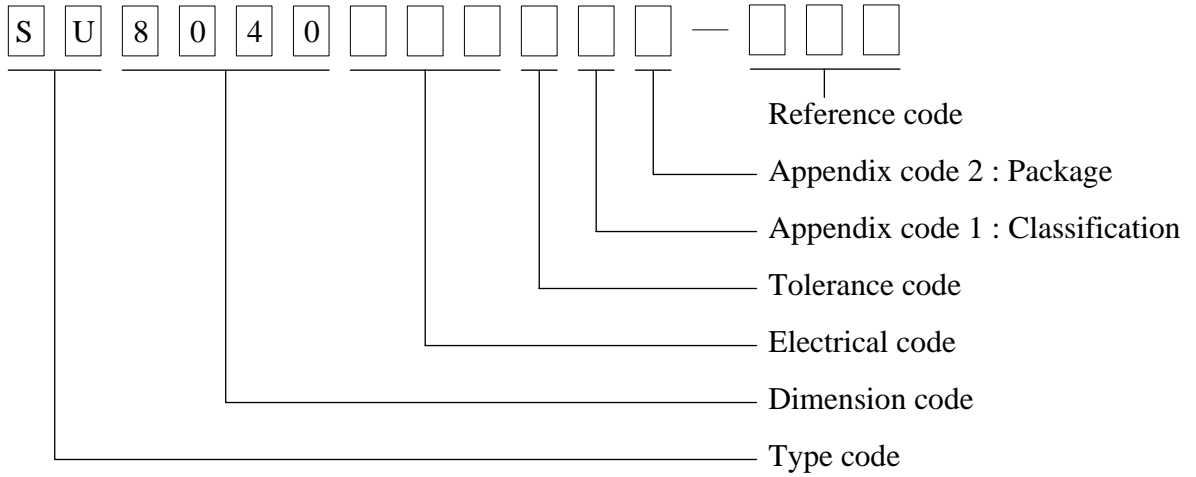 S U 8 0 4 0 —
Reference code
Appendix code 2 : Package
Appendix code 1 : Classification
Tolerance code
Electrical code
Dimension code
Type code